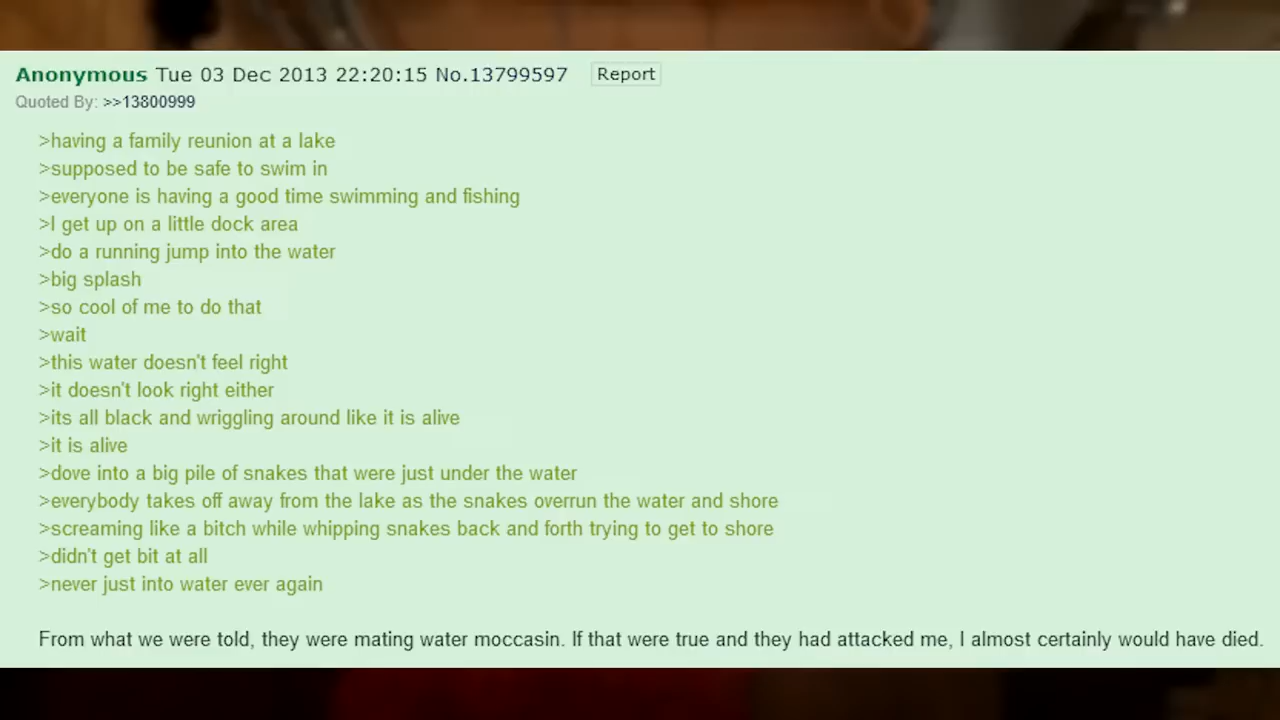 Anonymous Tue 03 Dec 2013 22:20:15 No.13799597 Report
Quoted By: >>13800999
>having a family reunion at a lake
>supposed to be safe to swim in
>everyone is having a good time swimming and fishing
>I get up on a little dock area
>do a running jump into the water
>big splash
>so cool of me to do that
>wait
>this water doesn't feel right
>it doesn't look right either
>its all black and wriggling around like it is alive
>it is alive
>dove into a big pile of snakes that were just under the water
>everybody takes off away from the lake as the snakes overrun the water and shore
>screaming like a bitch while whipping snakes back and forth trying to get to shore
>didn't get bit at all
>never just into water ever again
From what we were told, they were mating water moccasin. If that were true and they had attacked me, I almost certainly would have died.